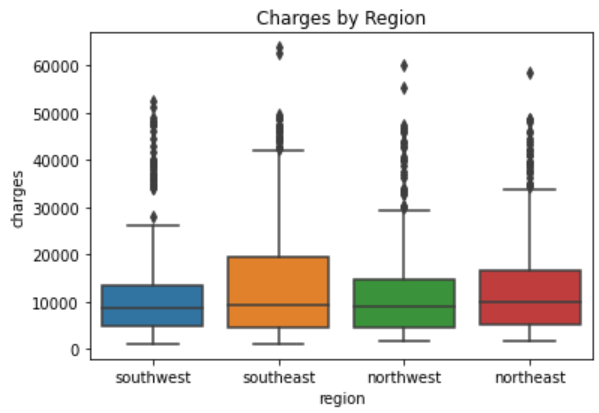 Charges by Region
60000
50000
40000
30000
20000
10000
0
charges
southwest southeast northwest northeast
region